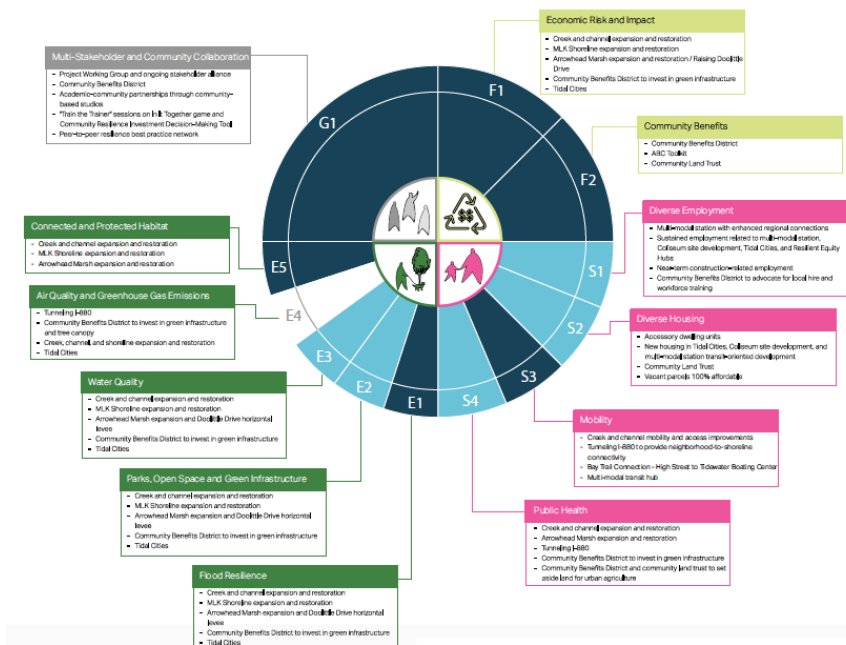 Economic Risk and Impact
- Creek and channel expansion and restoration
- MLK Shoreline expansion and restoration
- Arrowhead Marsh expansion and restoration / Raising Doolittle
Drive
- Community Benefits District to invest in green infrastructure
- Tidal Cities
Multi-Stakeholder and Community Collaboration
- Project Working Group and ongoing stakeholder alliance
- Community Benefits District
- Academic-community partnerships through community-
based studios
- "Train the Trainer" sessions on In It Together game and
Community Resilience Investment Decision-Making Tool
- Peer-to-peer resilience best practice network
Community Benefits
- Community Benefits District
- ABC Toolkit
- Community Land Trust
Diverse Employment
- Multi-modal station with enhanced regional connections
- Sustained employment related to multi-modal station,
Coliseum site development, Tidal Cities, and Resilient Equity
Hubs
- Near-term construction-related employment
- Community Benefits District to advocate for local hire and
workforce training
Connected and Protected Habitat
- Creek and channel expansion and restoration
- MLK Shoreline expansion and restoration
- Arrowhead Marsh expansion and restoration
Air Quality and Greenhouse Gas Emissions
- Tunneling I-880
- Community Benefits District to invest in green infrastructure
and tree canopy
- Creek, channel, and shoreline expansion and restoration
- Tidal Cities
Diverse Housing
- Accessory dwelling units
- New housing in Tidal Cities, Coliseum site development, and
multi-modal station transit-oriented development
- Community Land Trust
- Vacant parcels 100% affordable
Water Quality
- Creek and channel expansion and restoration
- MLK Shoreline expansion and restoration
- Arrowhead Marsh expansion and Doolittle Drive horizontal
levee
- Community Benefits District to invest in green infrastructure
- Tidal Cities
Mobility
- Creek and channel mobility and access improvements
- Tunneling I-880 to provide neighborhood-to-shoreline
connectivity
- Bay Trail Connection - High Street to Tidewater Boating Center
- Multi-modal transit hub
Parks, Open Space and Green Infrastructure
- Creek and channel expansion and restoration
- MLK Shoreline expansion and restoration
- Arrowhead Marsh expansion and Doolittle Drive horizontal
levee
- Community Benefits District to invest in green infrastructure
- Tidal Cities
Public Health
- Creek and channel expansion and restoration
- Arrowhead Marsh expansion and restoration
- Tunneling I-880
- Community Benefits District to invest in green infrastructure
- Community Benefits District and community land trust to set
aside land for urban agriculture
Flood Resilience
- Creek and channel expansion and restoration
- MLK Shoreline expansion and restoration
- Arrowhead Marsh expansion and Doolittle Drive horizontal
levee
- Community Benefits District to invest in green infrastructure
- Tidal Cities
G1
F1
F2
S1
S2
S3
S4
E1
E2
E3
E4
E5